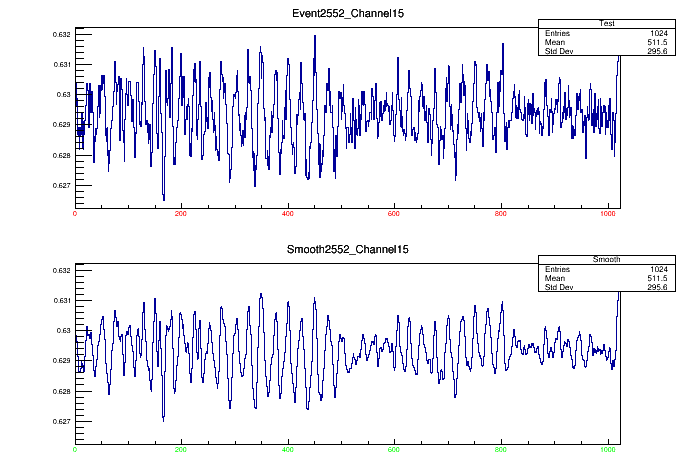 Event2552_Channel15
Test
Entries 1024
Mean 511.5
Std Dev 295.6
0.632
0.631
0.63
0.629
0.628
0.627
0 200 400 600 800 1000
Smooth2552_Channel15
Smooth
Entries 1024
Mean 511.5
Std Dev 295.6
0.632
0.631
0.63
0.629
0.628
0.627
0 200 400 600 800 1000